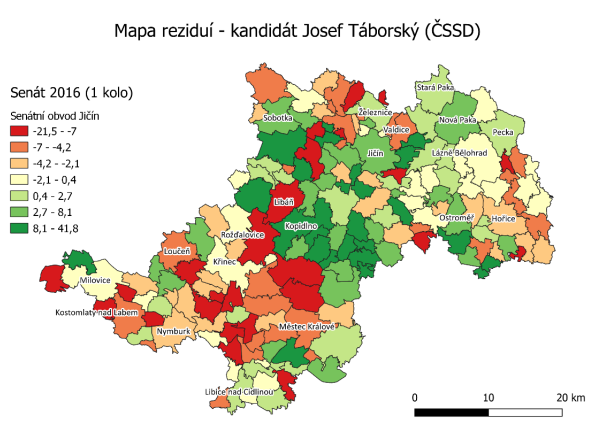 Mapa reziduí - kandidát Josef Táborský (ČSSD)
Senát 2016 (1 kolo)
Senátní obvod Jičín
-21,5 - -7
-7 - -4,2
-4,2 - -2,1
-2,1 - 0,4
0,4 - 2,7
2,7 - 8,1
8,1 - 41,8
Stará Paka
Sobotka
Železnice
Nová Paka
Valdice
Pecka
Jičín
Lázně Bělohrad
Libáň
Ostroměř
Hořice
Kopidlno
Rožďalovice
Loučeň
Křinec
Milovice
Kostomlaty nad Labem
Nymburk
Městec Králové
Libice nad Cidlinou
0 10 20 km